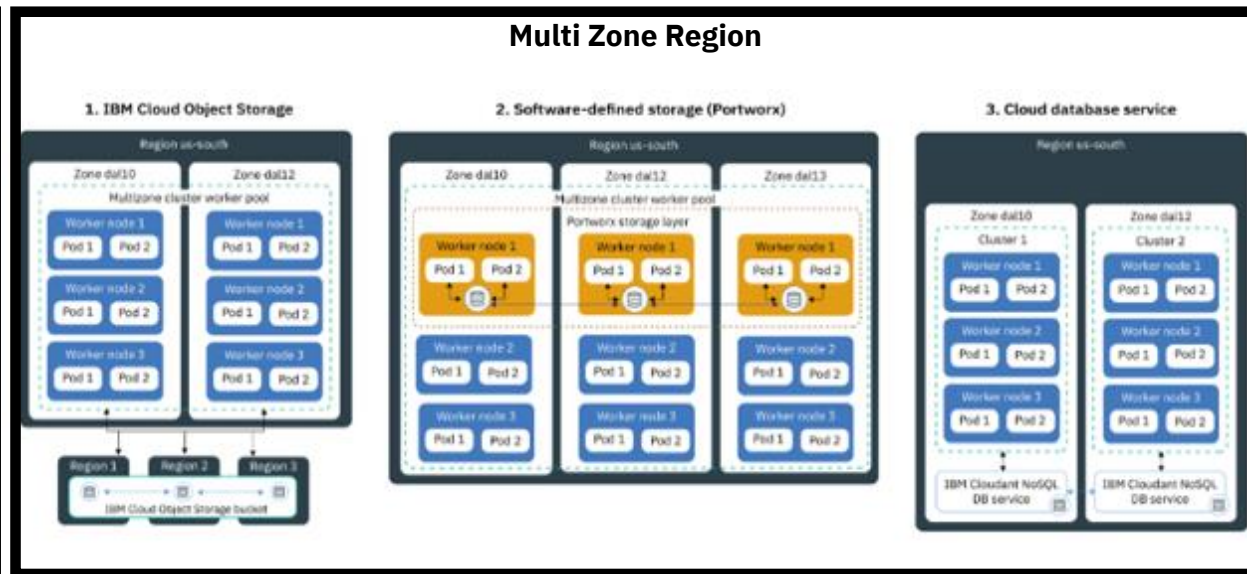 Multi Zone Region
1. IBM Cloud Object Storage
Region us-south
Zone dal10 Zone dal12
Multizone cluster worker pool
Worker node 1 Worker node 1
Pod 1 Pod 2 Pod 1 Pod 2
Worker node 2 Worker node 2
Pod 1 Pod 2 Pod 1 Pod 2
Worker node 3 Worker node 3
Pod 1 Pod 2 Pod 1 Pod 2
Region 1 Region 2 Region 3
IBM Cloud Object Storage bucket
2. Software-defined storage (Portworx)
Region us-south
Zone dal10 Zone dal12 Zone dal13
Multizone cluster worker pool
Portworx storage layer
Worker node 1 Worker node 1 Worker node 1
Pod 1 Pod 2 Pod 1 Pod 2 Pod 1 Pod 2
Worker node 2 Worker node 2 Worker node 2
Pod 1 Pod 2 Pod 1 Pod 2 Pod 1 Pod 2
Worker node 3 Worker node 3 Worker node 3
Pod 1 Pod 2 Pod 1 Pod 2 Pod 1 Pod 2
3. Cloud database service
Region us-south
Zone dal10 Zone dal12
Cluster 1 Cluster 2
Worker node 1 Worker node 1
Pod 1 Pod 2 Pod 1 Pod 2
Worker node 2 Worker node 2
Pod 1 Pod 2 Pod 1 Pod 2
Worker node 3 Worker node 3
Pod 1 Pod 2 Pod 1 Pod 2
IBM Cloudant NoSQL IBM Cloudant NoSQL
DB service DB service